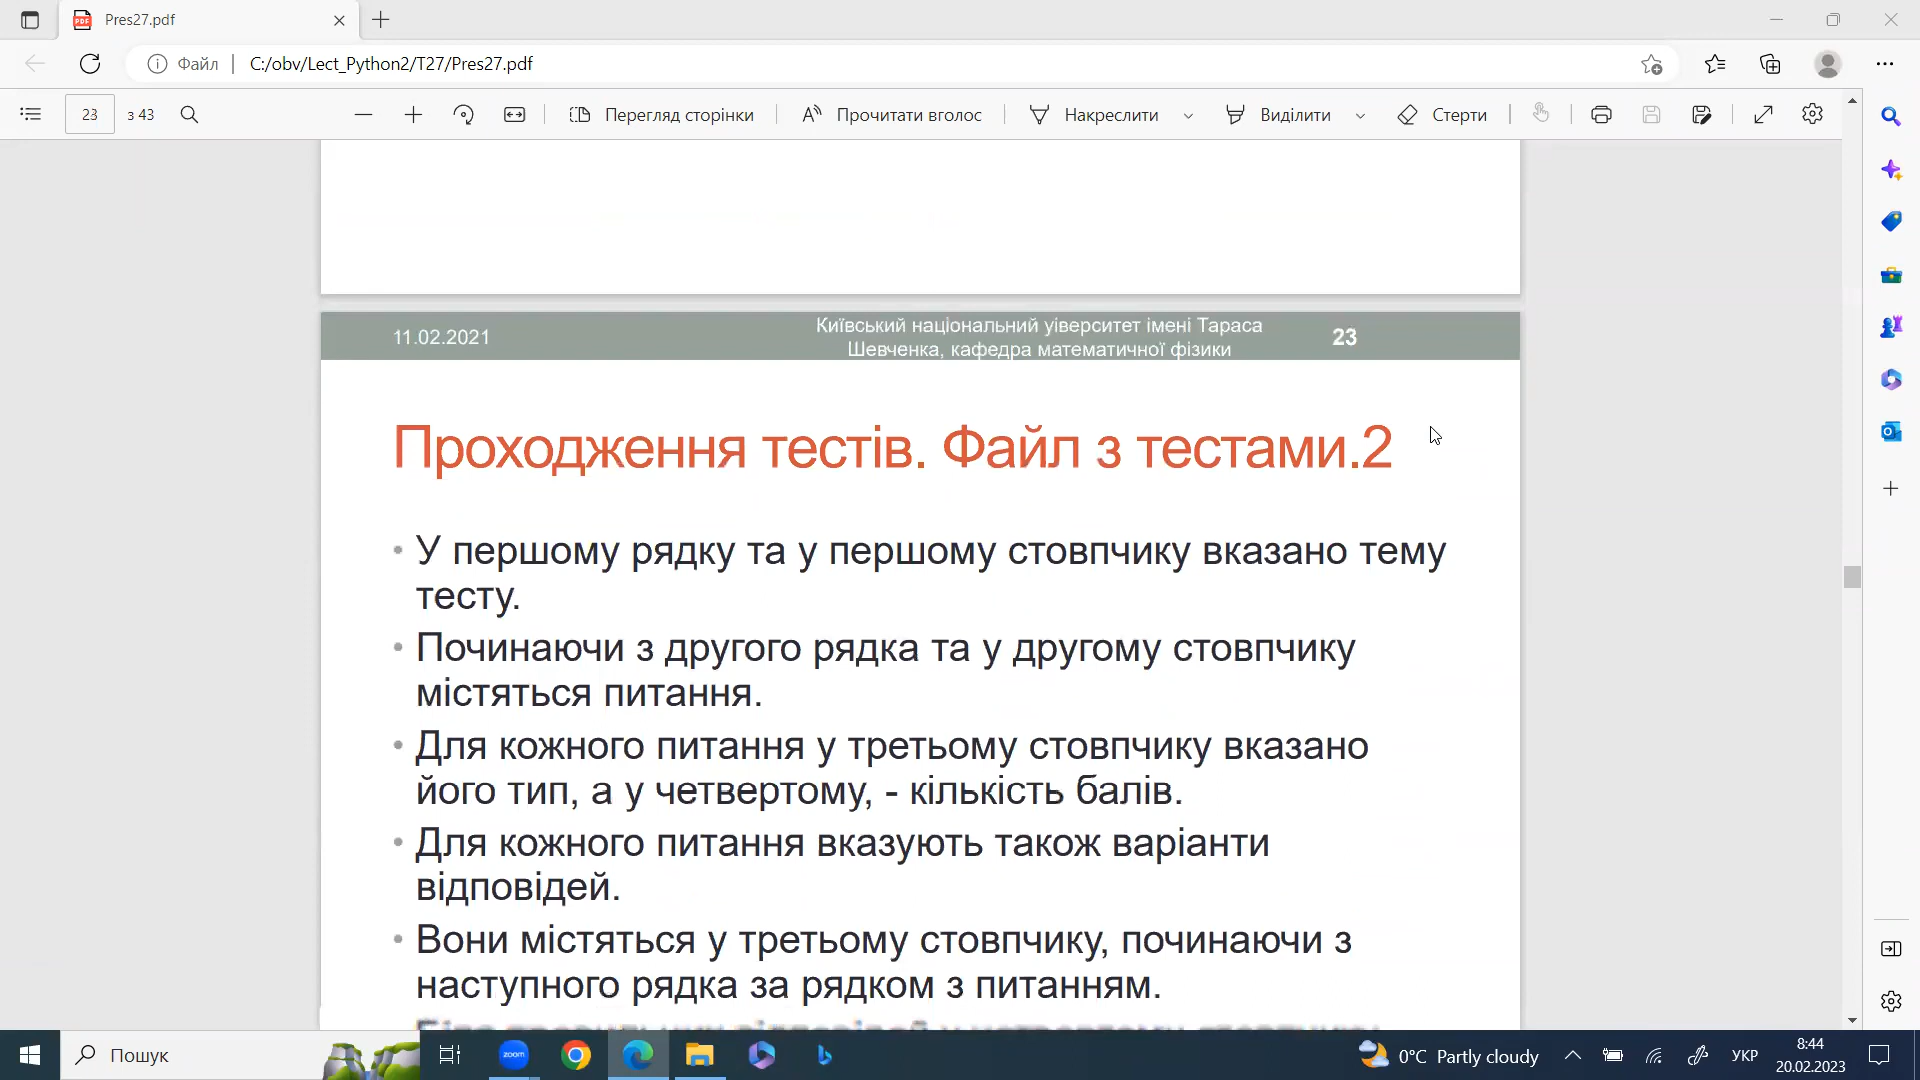 Pres27.pdf
Файл
C:/obv/Lect_Python2/T27/Pres27.pdf
23
з 43
Перегляд сторінки
Прочитати вголос
Накреслити
Виділити
Стерти
11.02.2021
Київський національний уіверситет імені Тараса
Шевченка, кафедра математичної фізики
23
Проходження тестів. Файл з тестами.2
• У першому рядку та у першому стовпчику вказано тему
тесту.
• Починаючи з другого рядка та у другому стовпчику
містяться питання.
• Для кожного питання у третьому стовпчику вказано
його тип, а у четвертому, - кількість балів.
• Для кожного питання вказують також варіанти
відповідей.
• Вони містяться у третьому стовпчику, починаючи з
наступного рядка за рядком з питанням.
Пошук
zoom
0°C Partly cloudy
УКР
8:44
20.02.2023